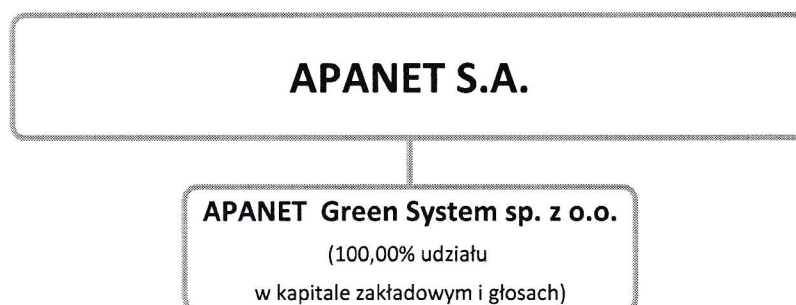 APANET S.A.
APANET Green System sp. z o.o.
(100,00% udziału
w kapitale zakładowym i głosach)